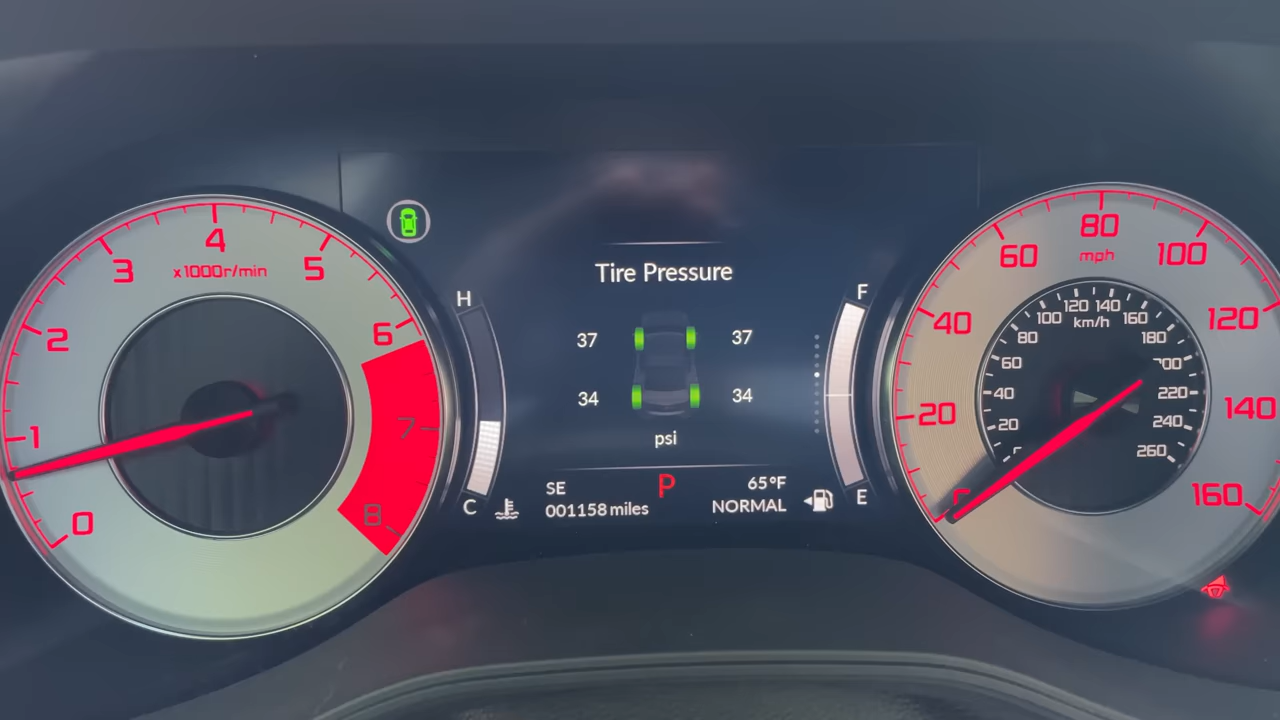 0
1
2
3
4
5
6
7
8
x1000r/min
H
C
Tire Pressure
37 37
34 34
psi
SE P 65°F
001158 miles NORMAL
F
E
20
40
60
80
100
120
140
160
mph
20
40
60
80
100
120
140
160
180
220
240
260
km/h